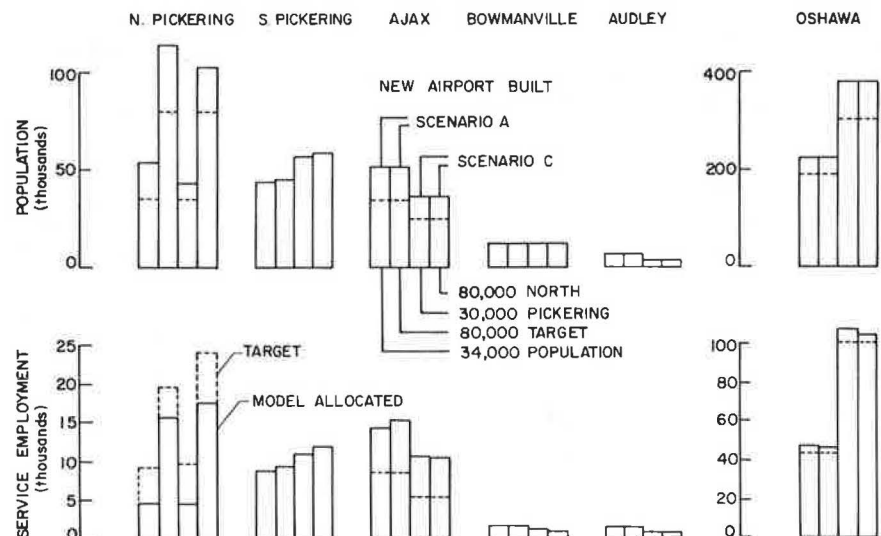 N. PICKERING S. PICKERING AJAX BOWMANVILLE AUDLEY OSHAWA
POPULATION
(thousands)
100
50
0
NEW AIRPORT BUILT
SCENARIO A
SCENARIO C
400
200
0
80,000 NORTH
30,000 PICKERING
80,000 TARGET
34,000 POPULATION
SERVICE EMPLOYMENT
(thousands)
25
20
15
10
5
0
TARGET
MODEL ALLOCATED
100
80
60
40
20
0